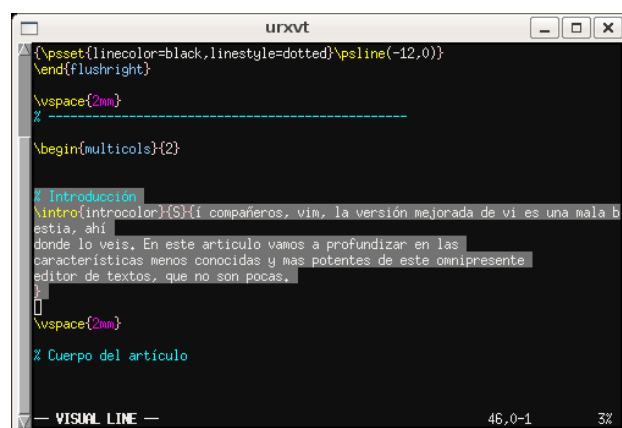 urxvt
{\psset{linecolor=black,linestyle=dotted}\psline(-12,0)}
\end{flushright}
\vspace{2mm}
% -------------------------------------------------
\begin{multicols}{2}
% Introducción
\intro{introcolor}{S}{í compañeros, vim, la versión mejorada de vi es una mala b
estia, ahí
donde lo veis. En este articulo vamos a profundizar en las
características menos conocidas y mas potentes de este omnipresente
editor de textos, que no son pocas.
}
\vspace{2mm}
% Cuerpo del artículo
-- VISUAL LINE --
46,0-1
3%